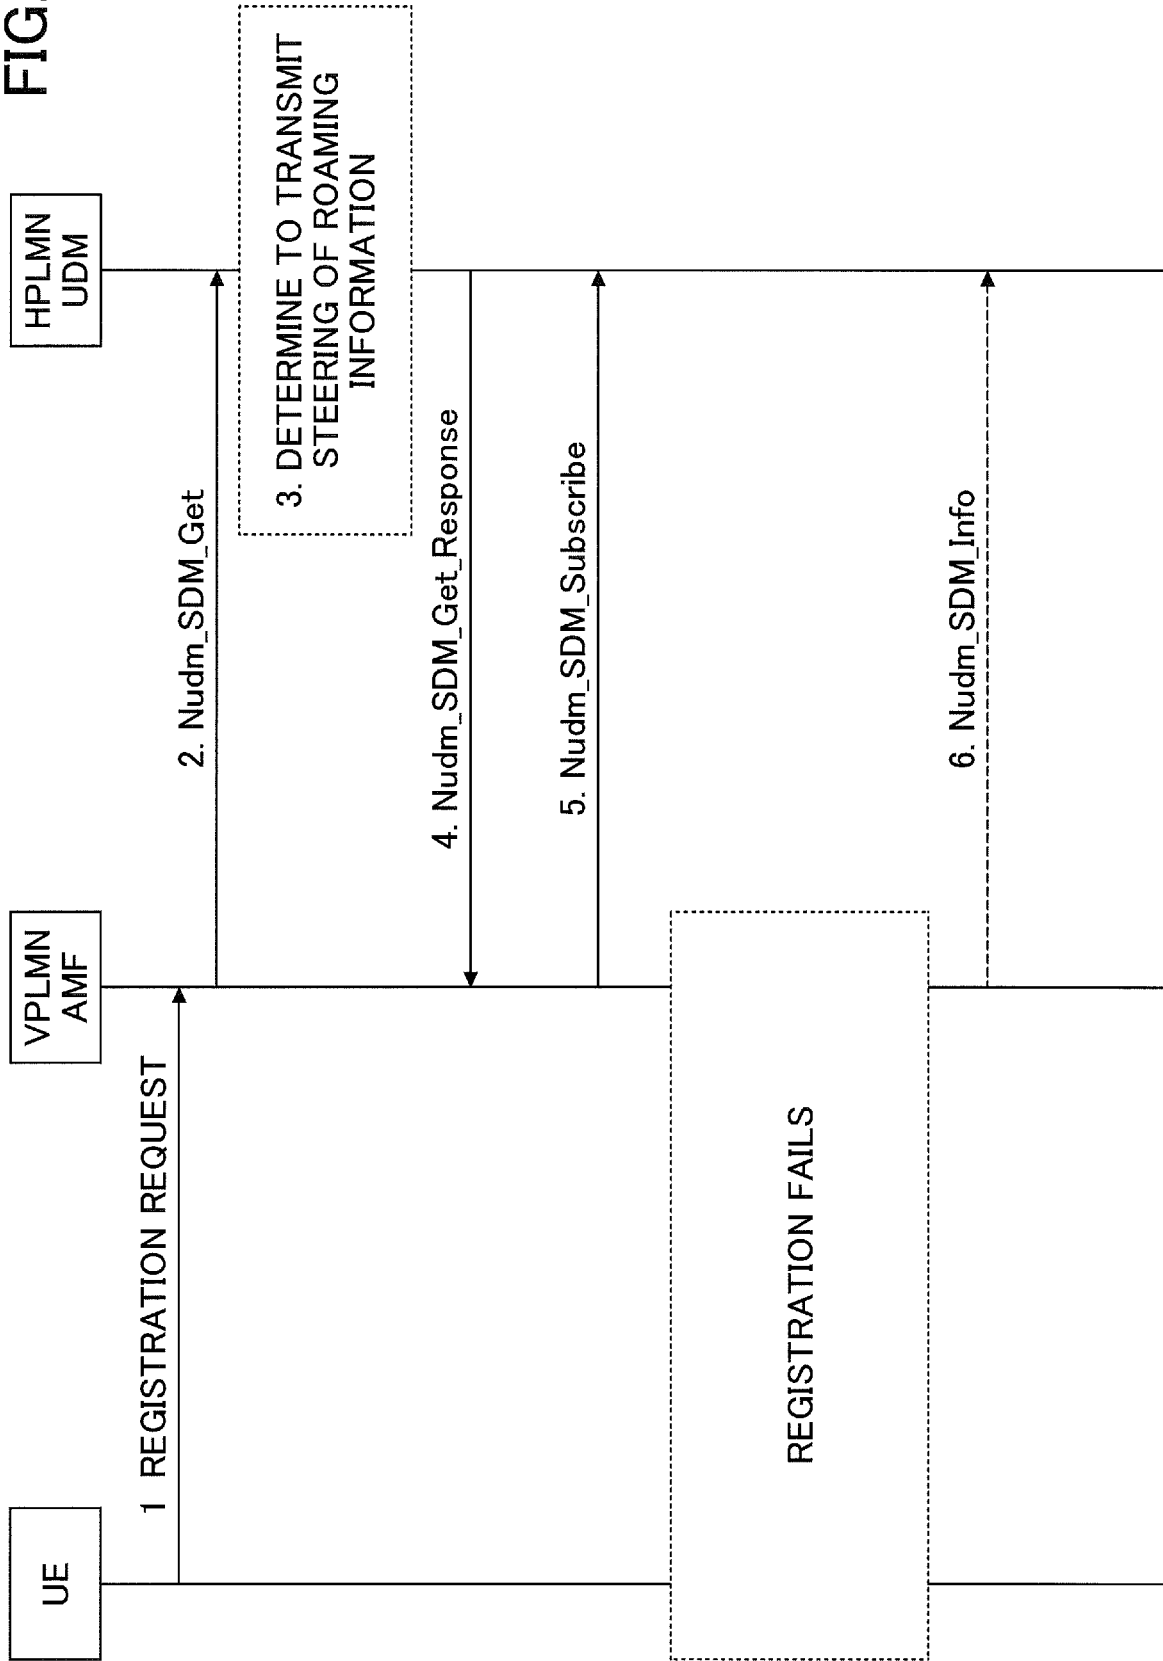 FIG.
UE
VPLMN
AMF
HPLMN
UDM
1 REGISTRATION REQUEST
2. Nudm_SDM_Get
3. DETERMINE TO TRANSMIT
STEERING OF ROAMING
INFORMATION
4. Nudm_SDM_Get_Response
5. Nudm_SDM_Subscribe
REGISTRATION FAILS
6. Nudm_SDM_Info